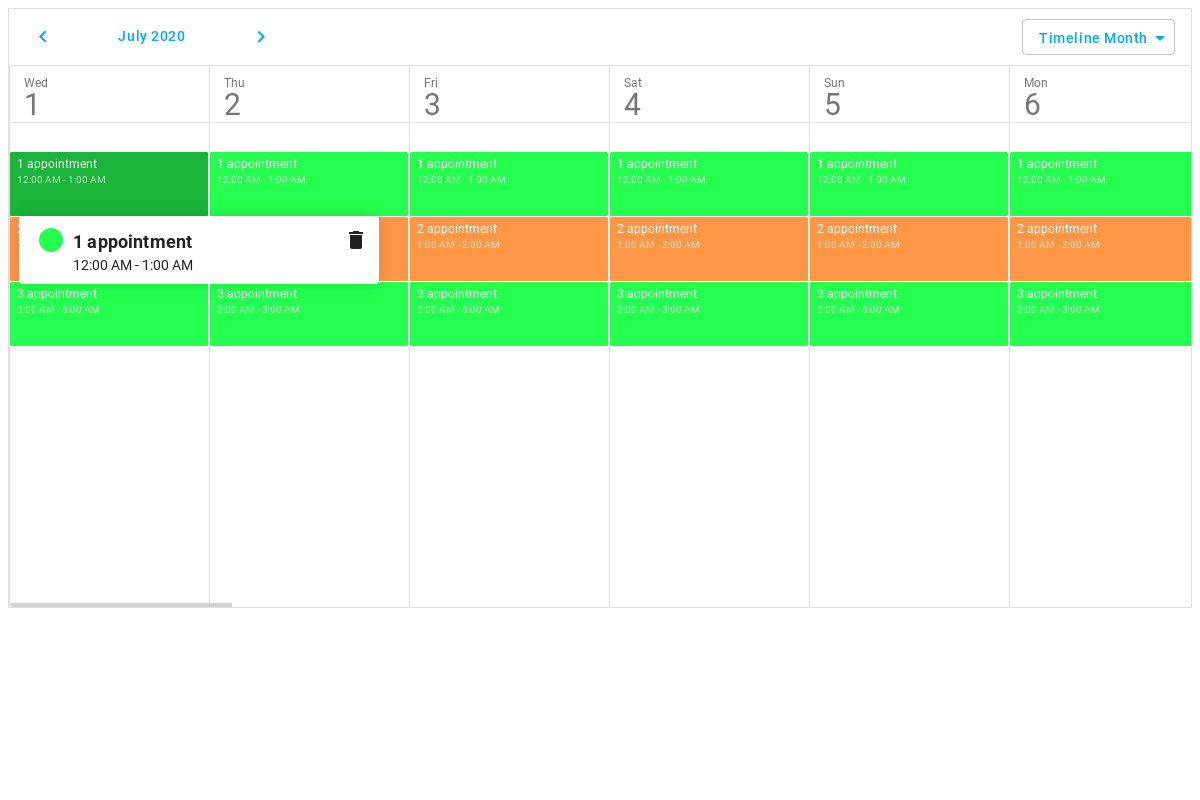 July 2020
Timeline Month
Wed Thu Fri Sat Sun Mon
1 2 3 4 5 6
1 appointment 1 appointment 1 appointment 1 appointment 1 appointment 1 appointment
12:00 AM - 1:00 AM 12:00 AM - 1:00 AM 12:00 AM - 1:00 AM 12:00 AM - 1:00 AM 12:00 AM - 1:00 AM 12:00 AM - 1:00 AM
2 appointment 2 appointment 2 appointment 2 appointment
1:00 AM - 2:00 AM 1:00 AM - 2:00 AM 1:00 AM - 2:00 AM 1:00 AM - 2:00 AM
1 appointment
12:00 AM - 1:00 AM
3 appointment 3 appointment 3 appointment 3 appointment 3 appointment 3 appointment
3:00 AM - 5:00 AM 3:00 AM - 5:00 AM 3:00 AM - 5:00 AM 3:00 AM - 5:00 AM 3:00 AM - 5:00 AM 3:00 AM - 5:00 AM